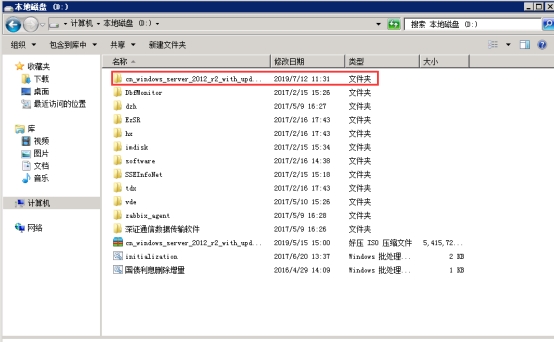 本地磁盘 (D:)
计算机 ▸ 本地磁盘 (D:) ▸
搜索 本地磁盘 (D:)
组织 包含到库中 共享 新建文件夹
名称 修改日期 类型 大小
收藏夹
下载
桌面
最近访问的位置
库
视频
图片
文档
音乐
计算机
网络
cn_windows_server_2012_r2_with_upd... 2019/7/12 11:31 文件夹
DbfMonitor 2017/2/15 15:26 文件夹
dzh 2017/5/9 16:27 文件夹
ErSR 2017/2/16 17:43 文件夹
hx 2017/2/16 17:43 文件夹
imdisk 2017/2/15 15:34 文件夹
software 2017/2/16 14:38 文件夹
SSEInfoNet 2017/2/15 15:18 文件夹
tdx 2017/2/16 17:43 文件夹
vde 2017/5/10 15:26 文件夹
zabbix_agent 2017/5/9 16:28 文件夹
深证通信数据传输软件 2017/5/9 16:26 文件夹
cn_windows_server_2012_r2_with_upd... 2019/5/15 15:00 好压 ISO 压缩文件 5,415,72...
initialization 2017/6/20 13:37 Windows 批处理... 2 KB
国债利息删除增量 2016/4/29 14:09 Windows 批处理... 1 KB